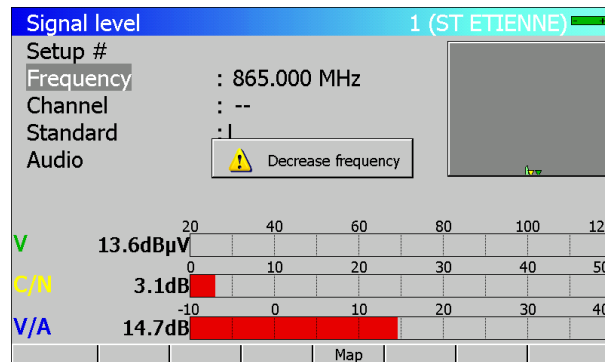 Signal level 1 (ST ETIENNE) - +
Setup #
Frequency : 865.000 MHz
Channel : --
Standard :
Audio
Decrease frequency
20 40 60 80 100
V 13.6dBµV
0 10 20 30 40
C/N 3.1dB
-10 0 10 20 30
V/A 14.7dB
Map